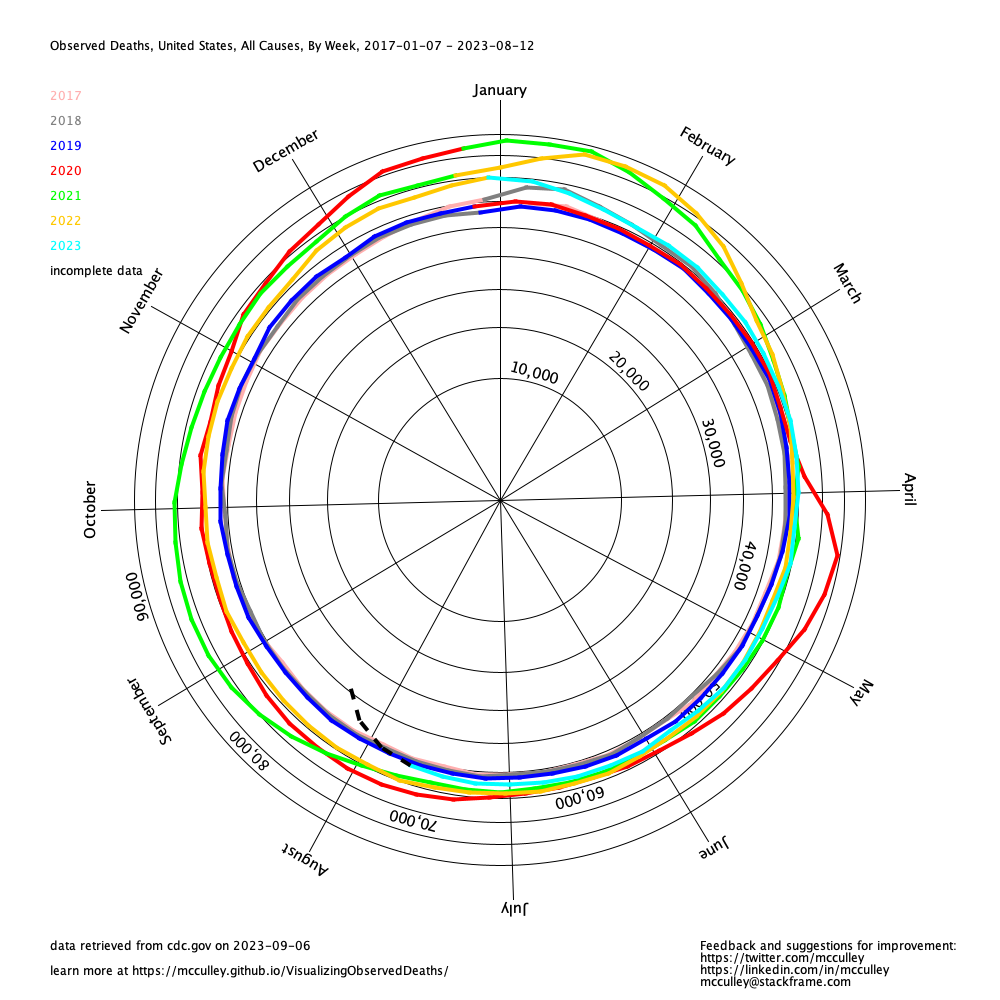 Observed Deaths, United States, All Causes, By Week, 2017-01-07 - 2023-08-12
January
2017
2018
2019
2020
2021
2022
2023
incomplete data
December
February
November
March
10,000
20,000
30,000
October
April
40,000
90,000
September
May
80,000
60,000
70,000
August
June
July
data retrieved from cdc.gov on 2023-09-06
learn more at https://mcculley.github.io/VisualizingObservedDeaths/
Feedback and suggestions for improvement:
https://twitter.com/mcculley
https://linkedin.com/in/mcculley
mcculley@stackframe.com